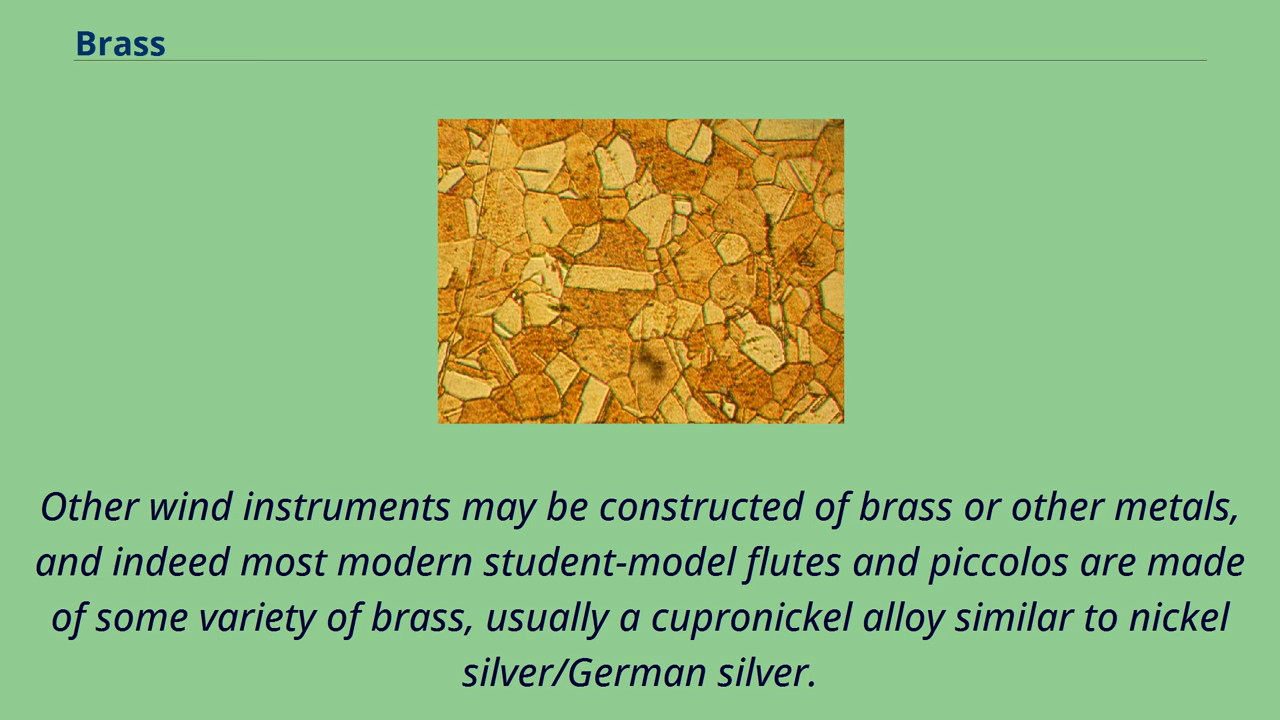 Brass
Other wind instruments may be constructed of brass or other metals,
and indeed most modern student-model flutes and piccolos are made
of some variety of brass, usually a cupronickel alloy similar to nickel
silver/German silver.